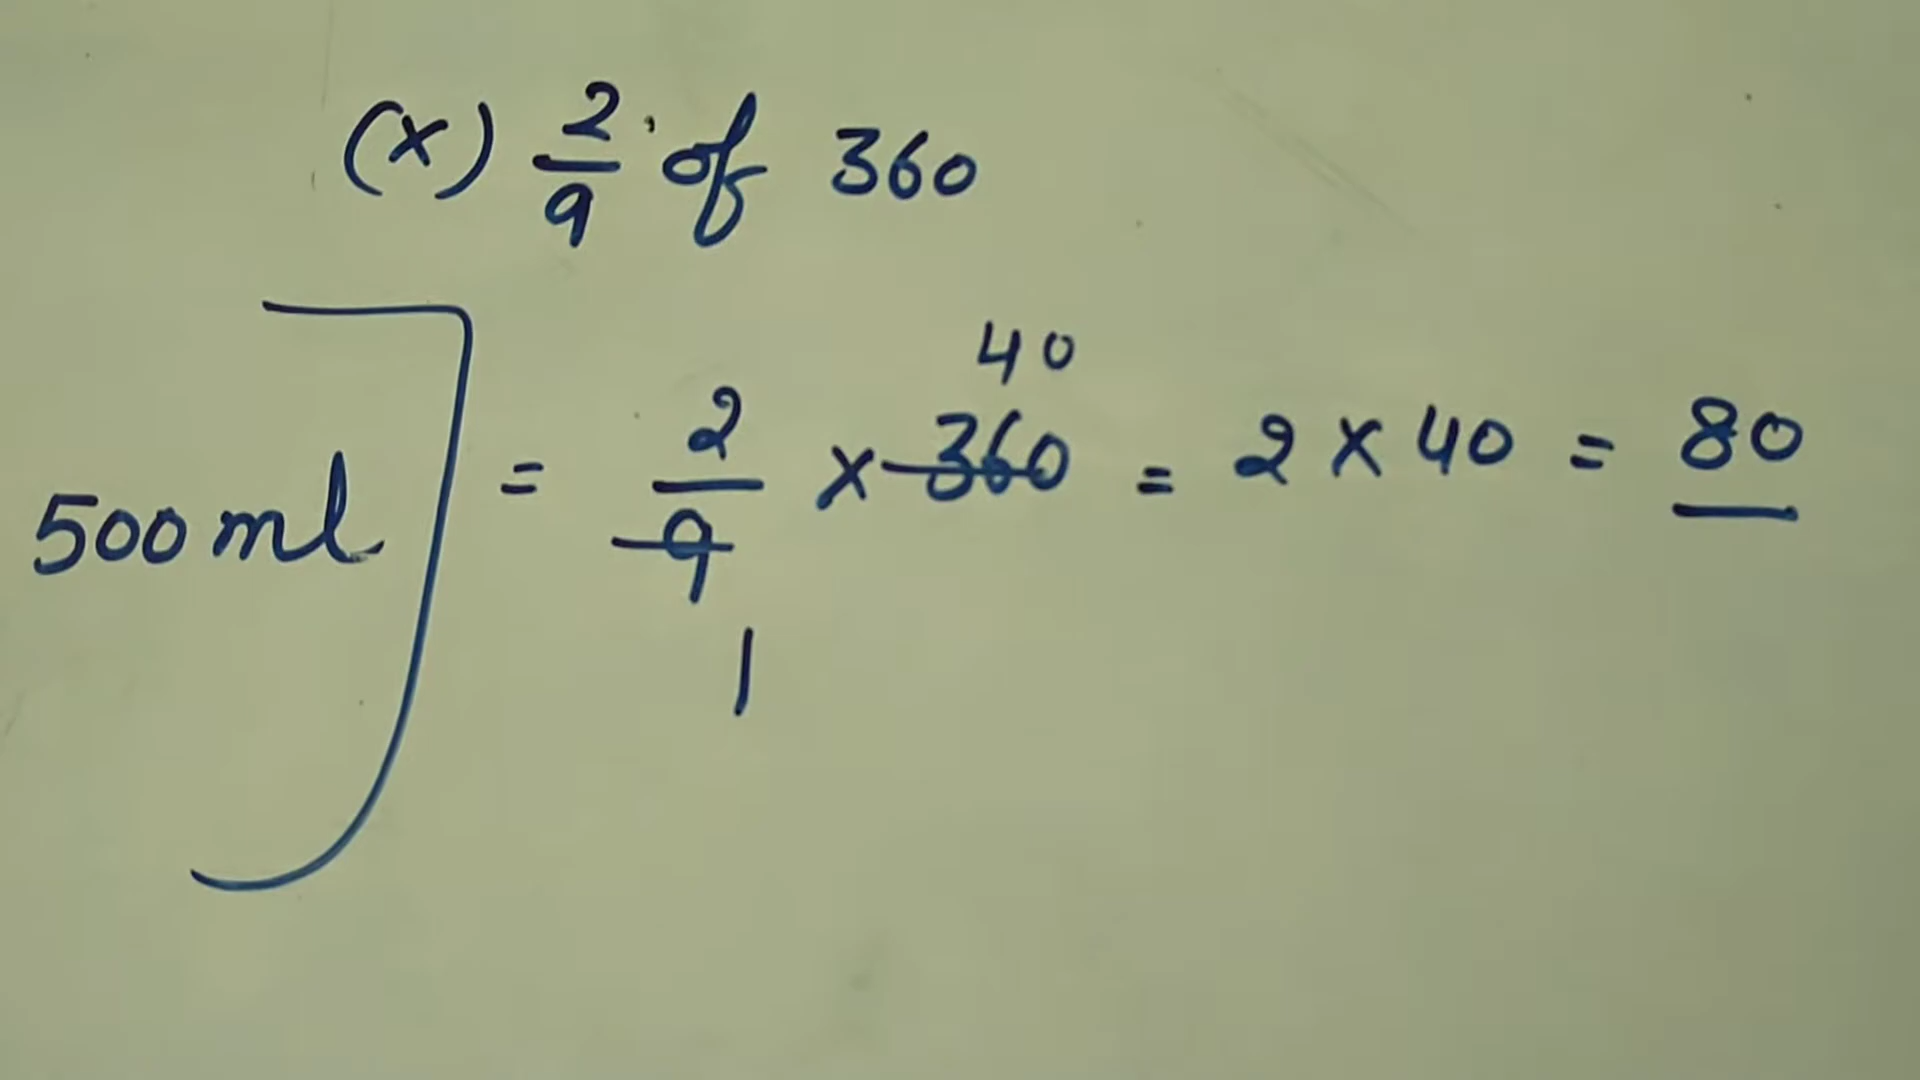 (x) 2/9 of 360
500 ml
40
= 2/9 × 360 = 2 × 40 = 80
1